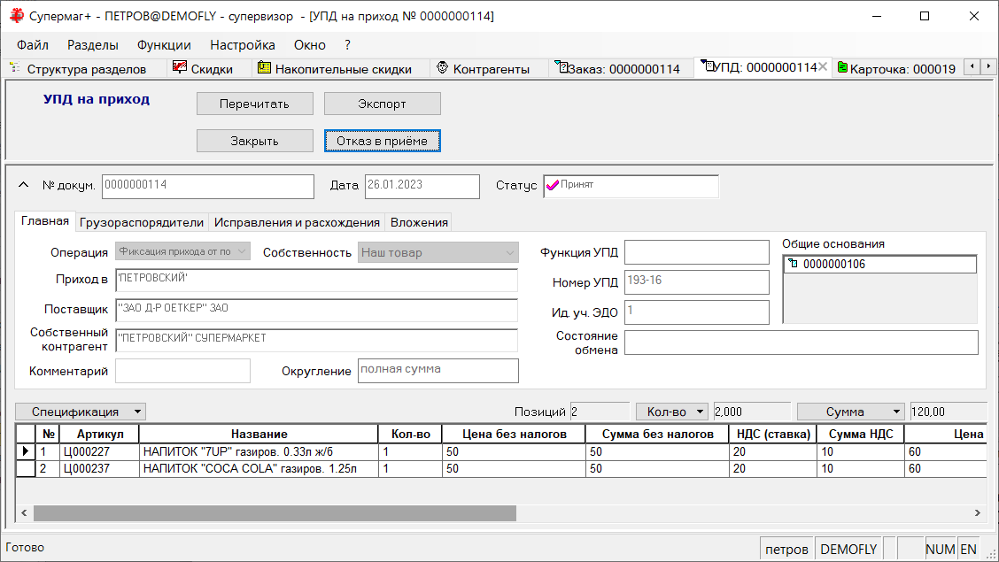 Супермаг+ - ПЕТРОВ@DEMOFLY - супервизор - [УПД на приход № 0000000114]
Файл Разделы Функции Настройка Окно ?
Структура разделов Скидки Накопительные скидки Контрагенты Заказ: 0000000114 УПД: 0000000114 Карточка: 000019
УПД на приход Перечитать Экспорт
Закрыть Отказ в приёме
№ докум. 0000000114 Дата 26.01.2023 Статус Принят
Главная Грузораспорядители Исправления и расхождения Вложения
Операция Фиксация прихода от по Собственность Наш товар Функция УПД Общие основания
0000000106
Приход в 'ПЕТРОВСКИЙ' Номер УПД 193-16
Поставщик "ЗАО Д-Р ОЕТКЕР" ЗАО Ид. уч. ЭДО 1
Собственный контрагент "ПЕТРОВСКИЙ" СУПЕРМАРКЕТ Состояние обмена
Комментарий Округление полная сумма
Спецификация Позиций 2 Кол-во 2,000 Сумма 120,00
№ Артикул Название Кол-во Цена без налогов Сумма без налогов НДС (ставка) Сумма НДС Цена
1 Ц000227 НАПИТОК "7UP" газиров. 0.33л ж/б 1 50 50 20 10 60
2 Ц000237 НАПИТОК "COCA COLA" газиров. 1.25л 1 50 50 20 10 60
Готово петров DEMOFLY NUM EN